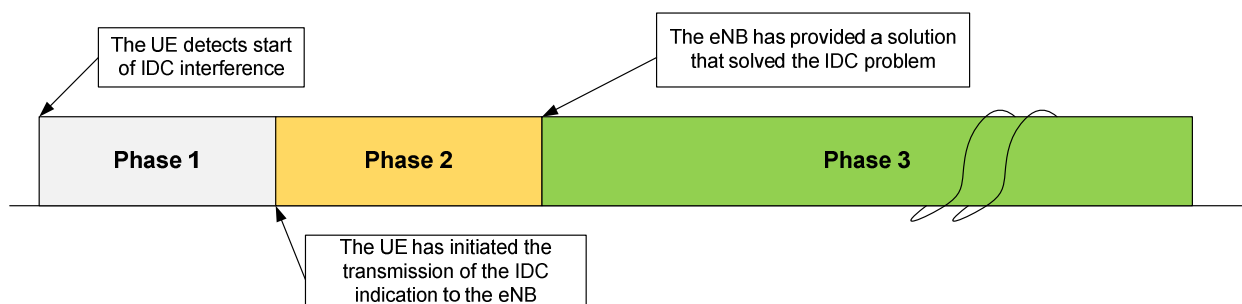 The UE detects start
of IDC interference
The eNB has provided a solution
that solved the IDC problem
Phase 1
Phase 2
Phase 3
The UE has initiated the
transmission of the IDC
indication to the eNB